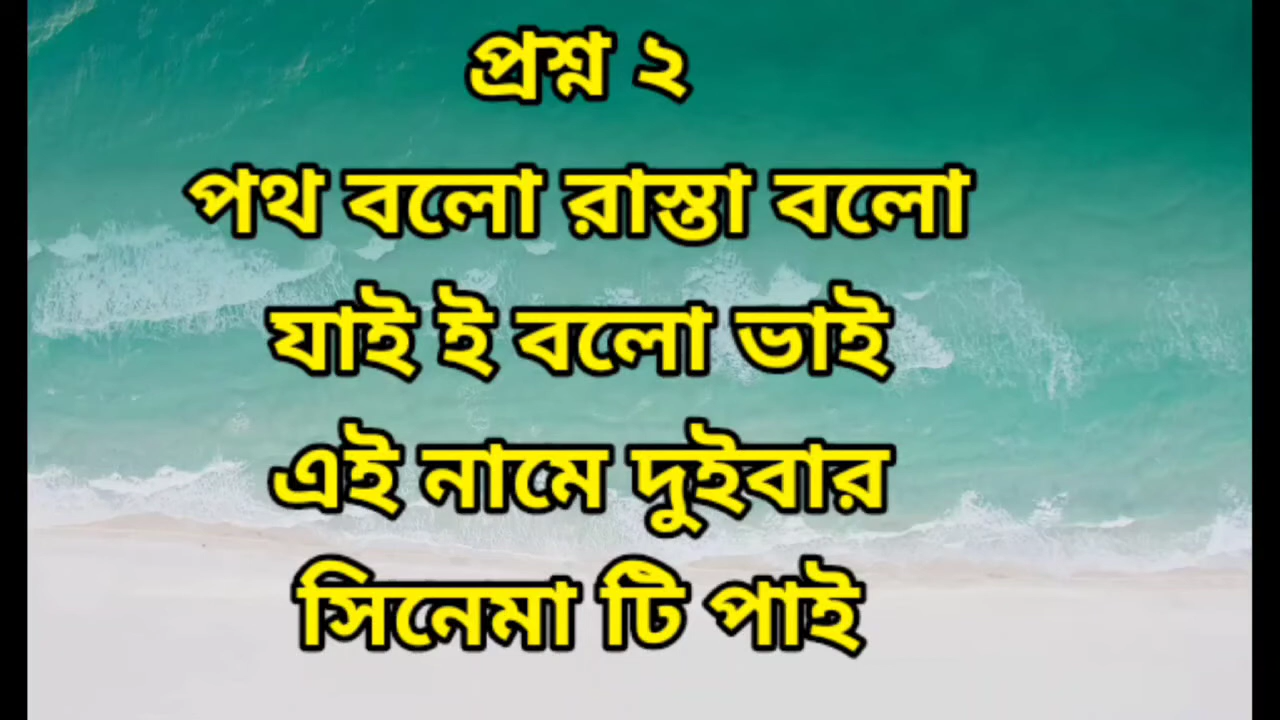 প্রশ্ন ২
পথ বলো রাস্তা বলো
যাই ই বলো ভাই
এই নামে দুইবার
সিনেমা টি পাই